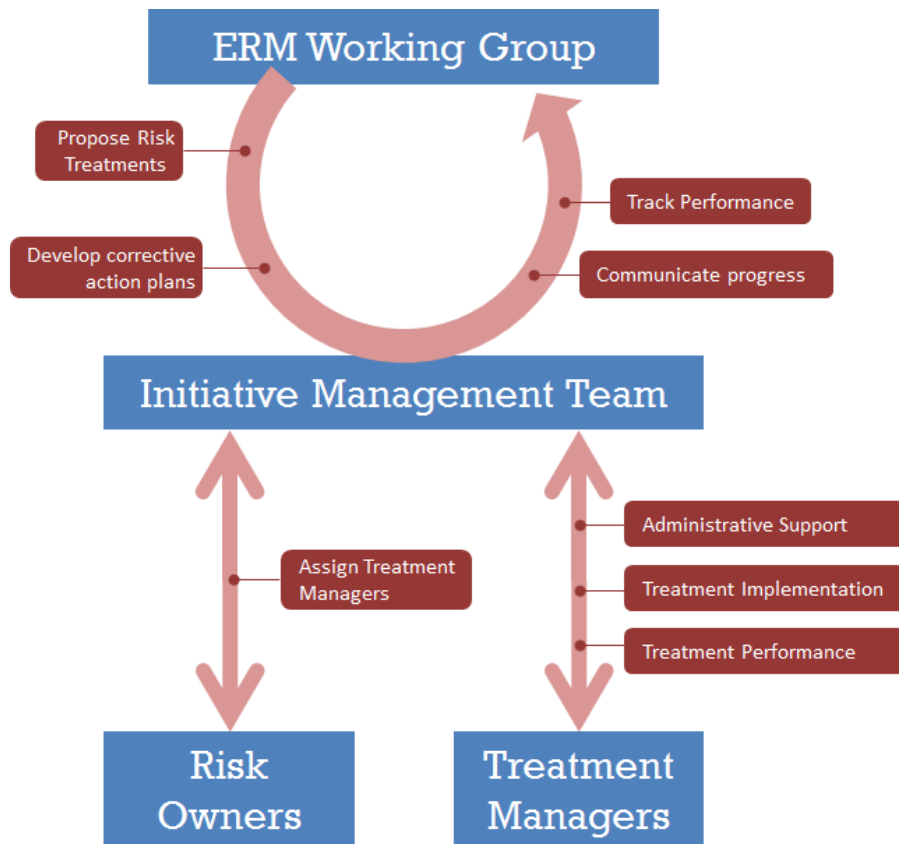 ERM Working Group
Propose Risk
Treatments
Track Performance
Develop corrective
action plans
Communicate progress
Initiative Management Team
Administrative Support
Assign Treatment
Managers
Treatment Implementation
Treatment Performance
Risk
Owners
Treatment
Managers